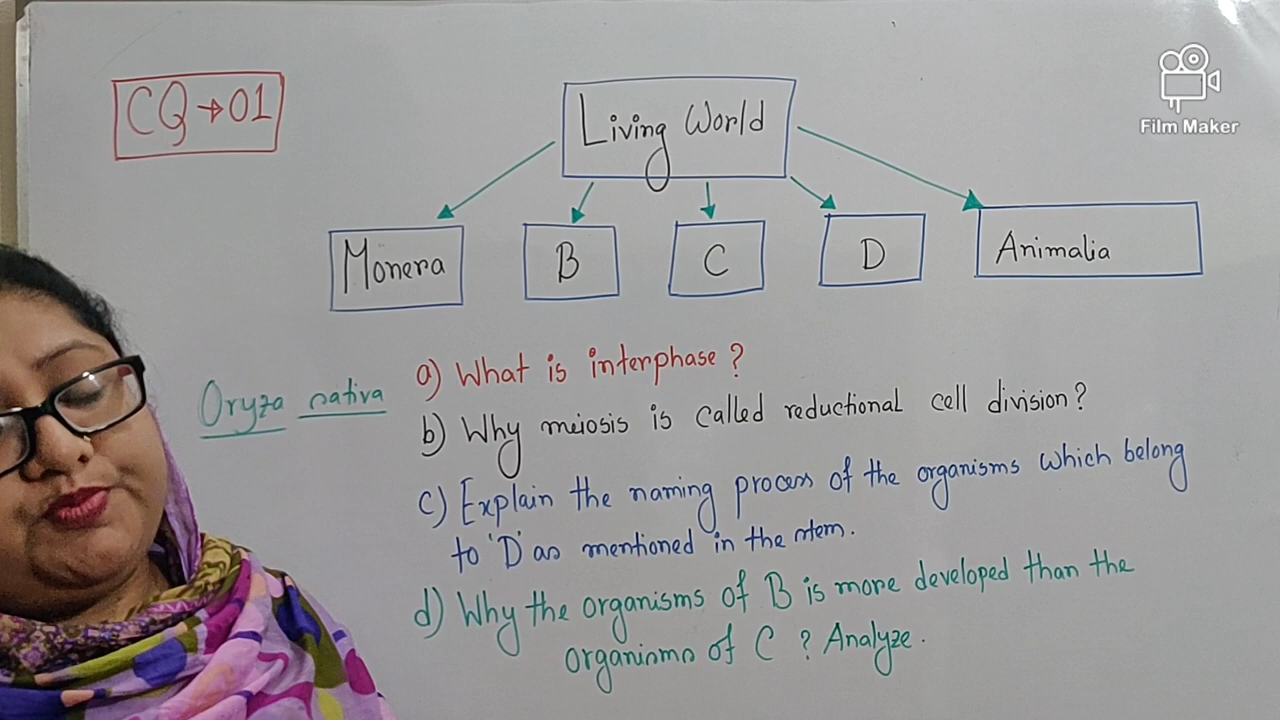 CQ → 01
Living World
Film Maker
Monera
B
C
D
Animalia
Oryza sativa
a) What is interphase?
b) Why meiosis is called reductional cell division?
c) Explain the naming process of the organisms which belong
to 'D' as mentioned in the stem.
d) Why the organisms of B is more developed than the
organisms of C ? Analyze.